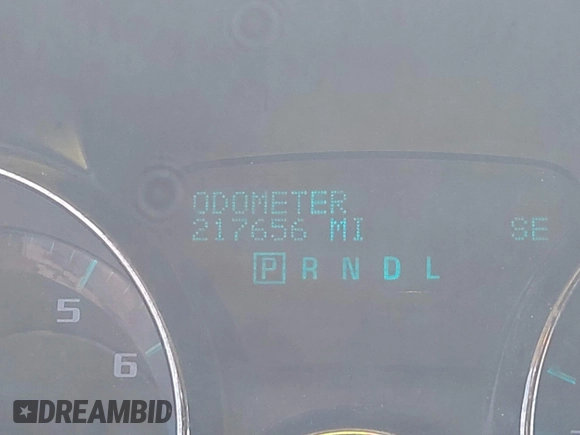 ODOMETER
217656 MI SE
P R N D L
5
6
DREAMBID